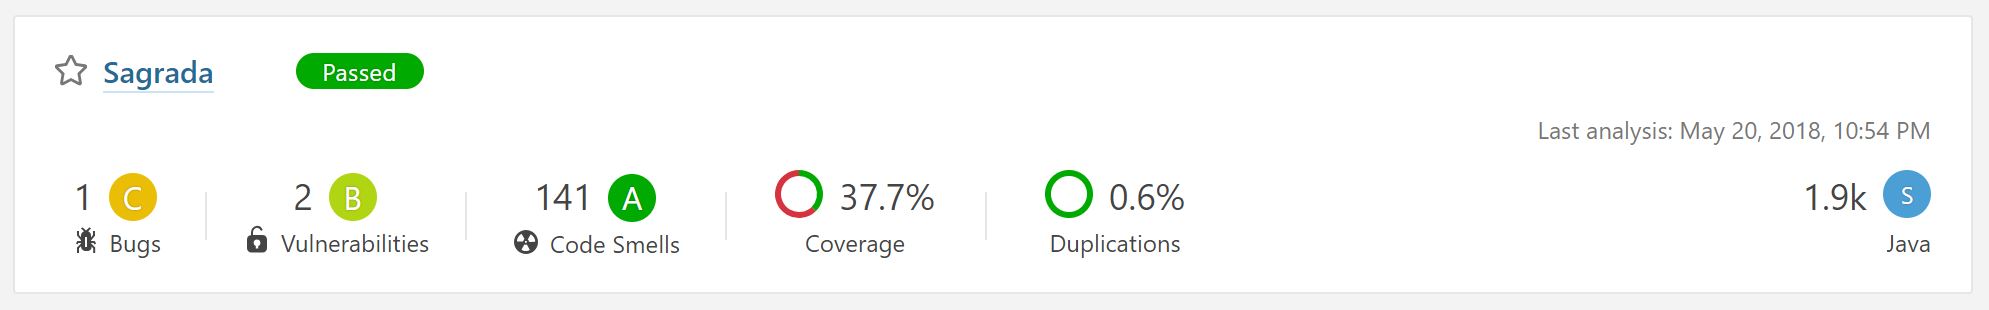 Sagrada Passed
Last analysis: May 20, 2018, 10:54 PM
1 C 2 B 141 A 37.7% 0.6% 1.9k S
Bugs Vulnerabilities Code Smells Coverage Duplications Java